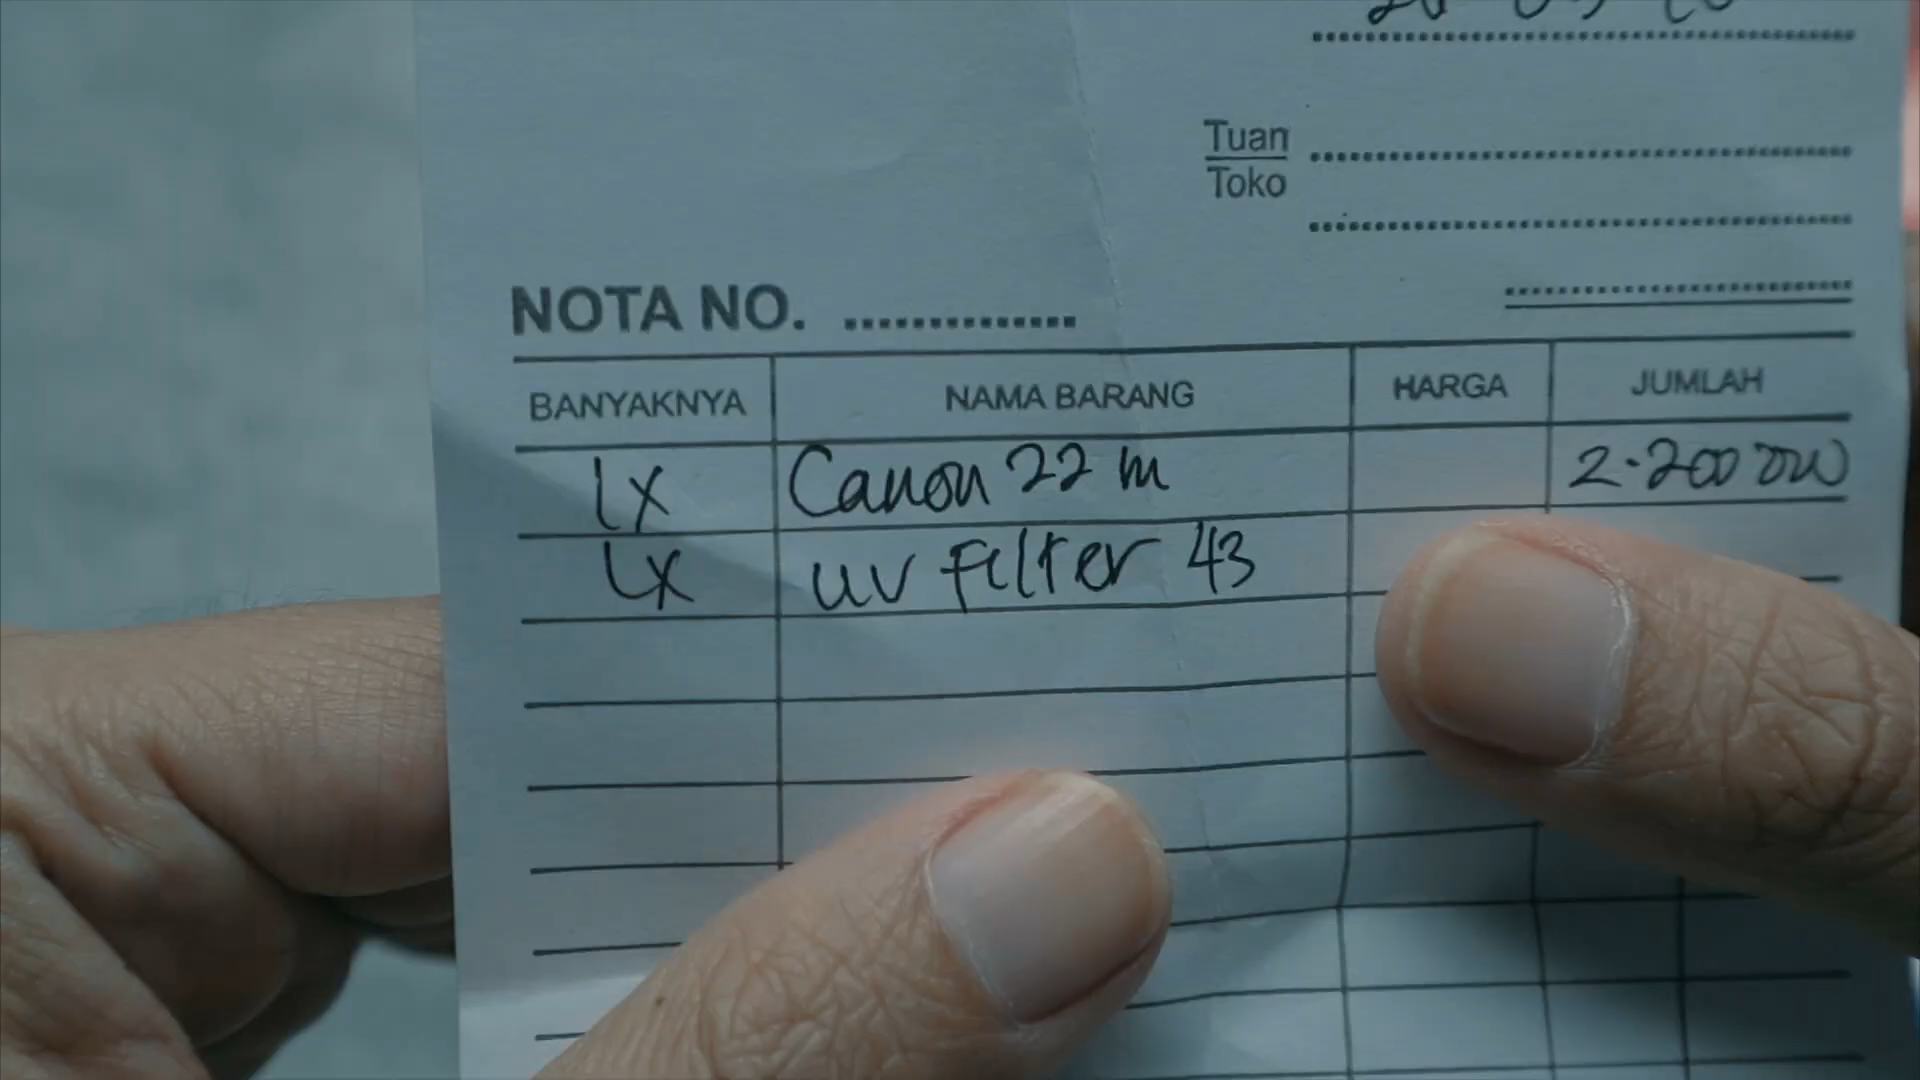 Tuan
Toko
NOTA NO. ..............
BANYAKNYA NAMA BARANG HARGA JUMLAH
1x Canon 22 m 2.200 000
1x UV Filter 43